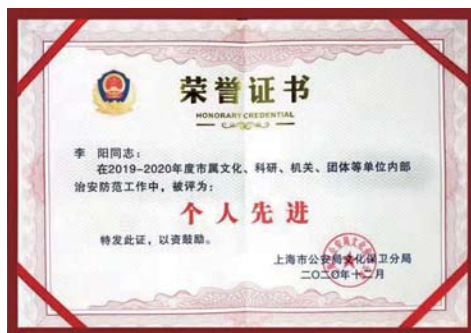 荣誉证书
HONORARY CREDENTIAL
李 阳同志：
在2019-2020年度市属文化、科研、机关、团体等单位内部
治安防范工作中，被评为：
个人先进
特发此证，以资鼓励。
上海市公安局文化保卫分局
二〇二〇年十二月